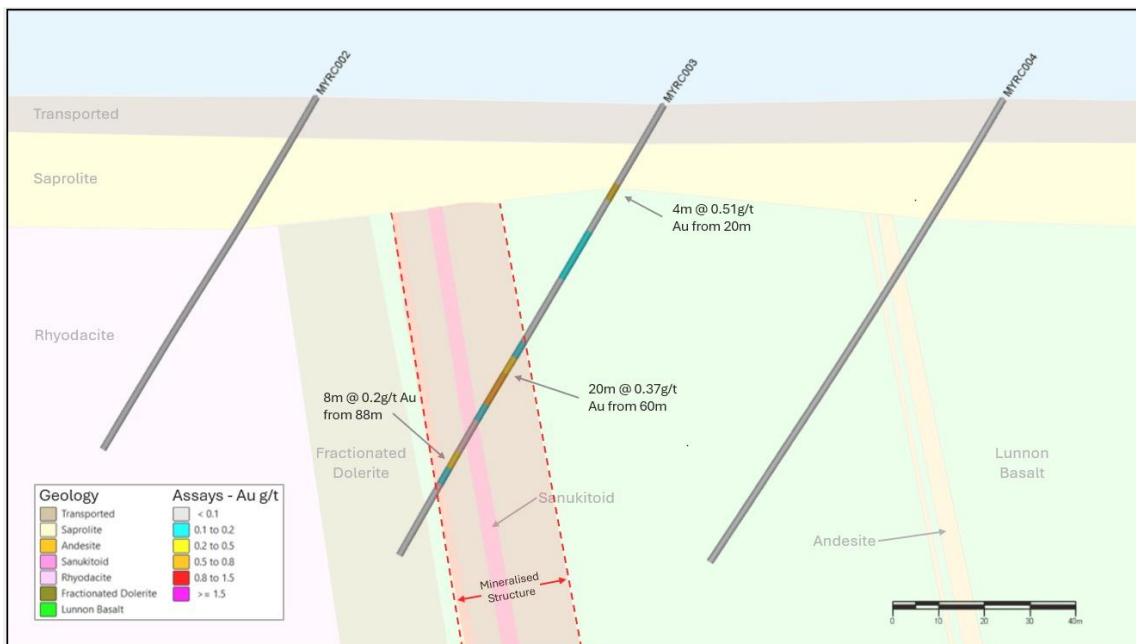 MYRC002
MYRC003
MYRC004
Transported
Saprolite
4m @ 0.51g/t
Au from 20m
Rhyodacite
20m @ 0.37g/t
Au from 60m
8m @ 0.2g/t Au
from 88m
Fractionated
Dolerite
Lunnon
Basalt
Sanukitoid
Andesite
Mineralised
Structure
Geology
Transported
Saprolite
Andesite
Sanukitoid
Rhyodacite
Fractionated Dolerite
Lunnon Basalt
Assays - Au g/t
< 0.1
0.1 to 0.2
0.2 to 0.5
0.5 to 0.8
0.8 to 1.5
>= 1.5
0 10 20 30 40m